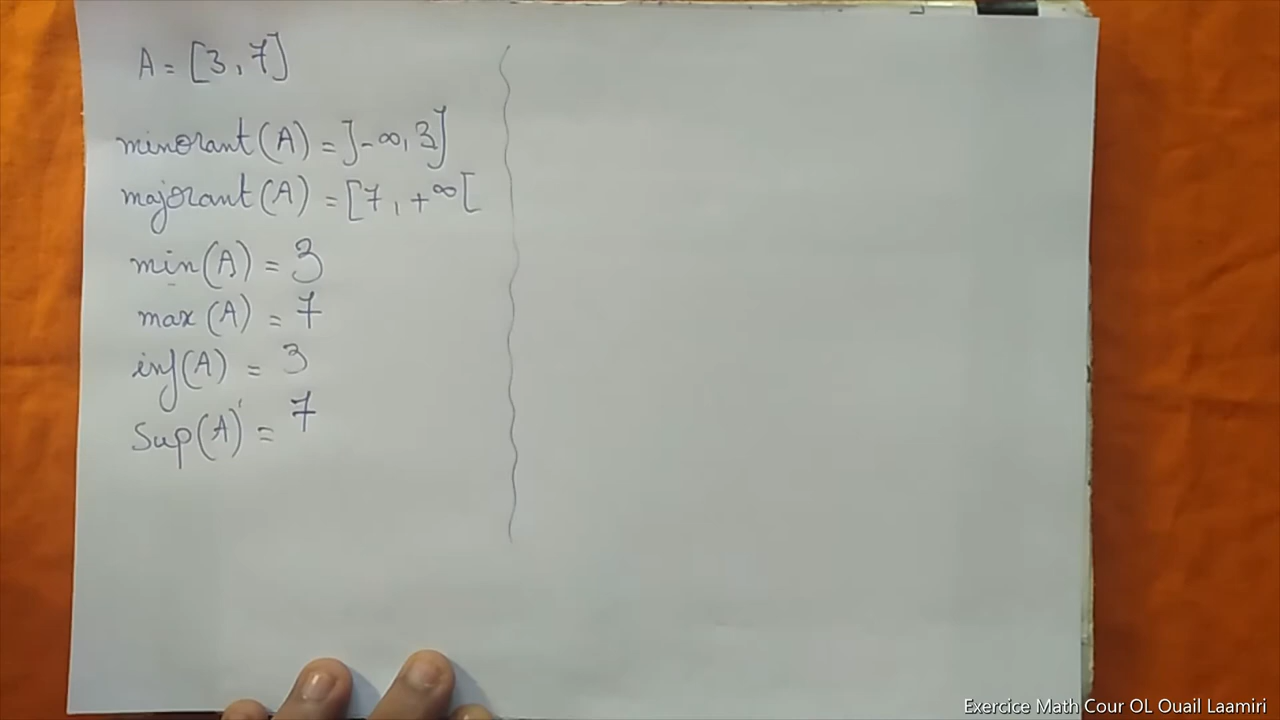 A = [3, 7]
minorant(A) = ]-∞, 3]
majorant(A) = [7, +∞[
min(A) = 3
max(A) = 7
inf(A) = 3
Sup(A) = 7
Exercice Math Cour OL Ouail Laamiri